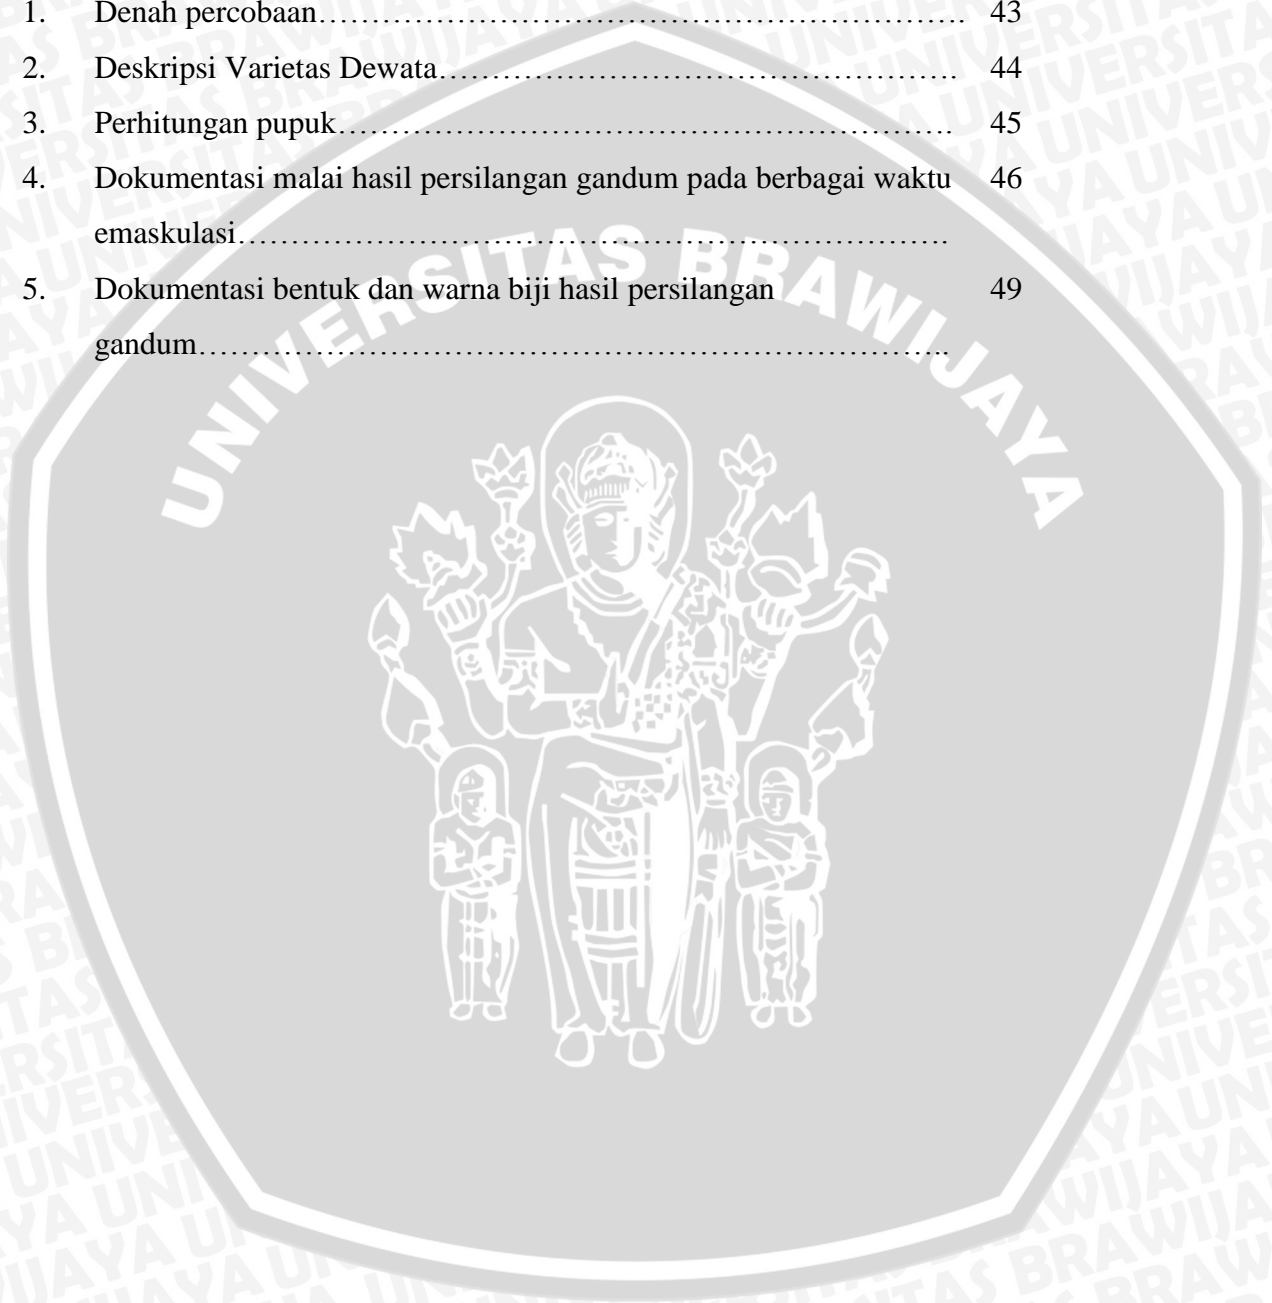 1. Denah percobaan…………………………………………………………. 43
2. Deskripsi Varietas Dewata……………………………………………. 44
3. Perhitungan pupuk……………………………………………………. 45
4. Dokumentasi malai hasil persilangan gandum pada berbagai waktu 46
emaskulasi…………………………………………………………….
5. Dokumentasi bentuk dan warna biji hasil persilangan 49
gandum………………………………………………………………..
UNIVERSITAS BRAWIJAYA